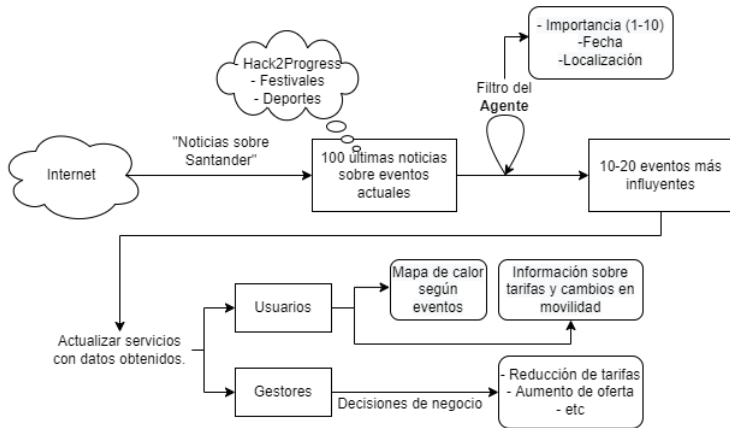 - Importancia (1-10)
-Fecha
-Localización
- Hack2Progress
- Festivales
- Deportes
Filtro del
Agente
"Noticias sobre
Santander"
Internet
100 últimas noticias
sobre eventos
actuales
10-20 eventos más
influyentes
Mapa de calor
según
eventos
Información sobre
tarifas y cambios en
movilidad
Usuarios
Actualizar servicios
con datos obtenidos.
Gestores
Decisiones de negocio
- Reducción de tarifas
- Aumento de oferta
- etc